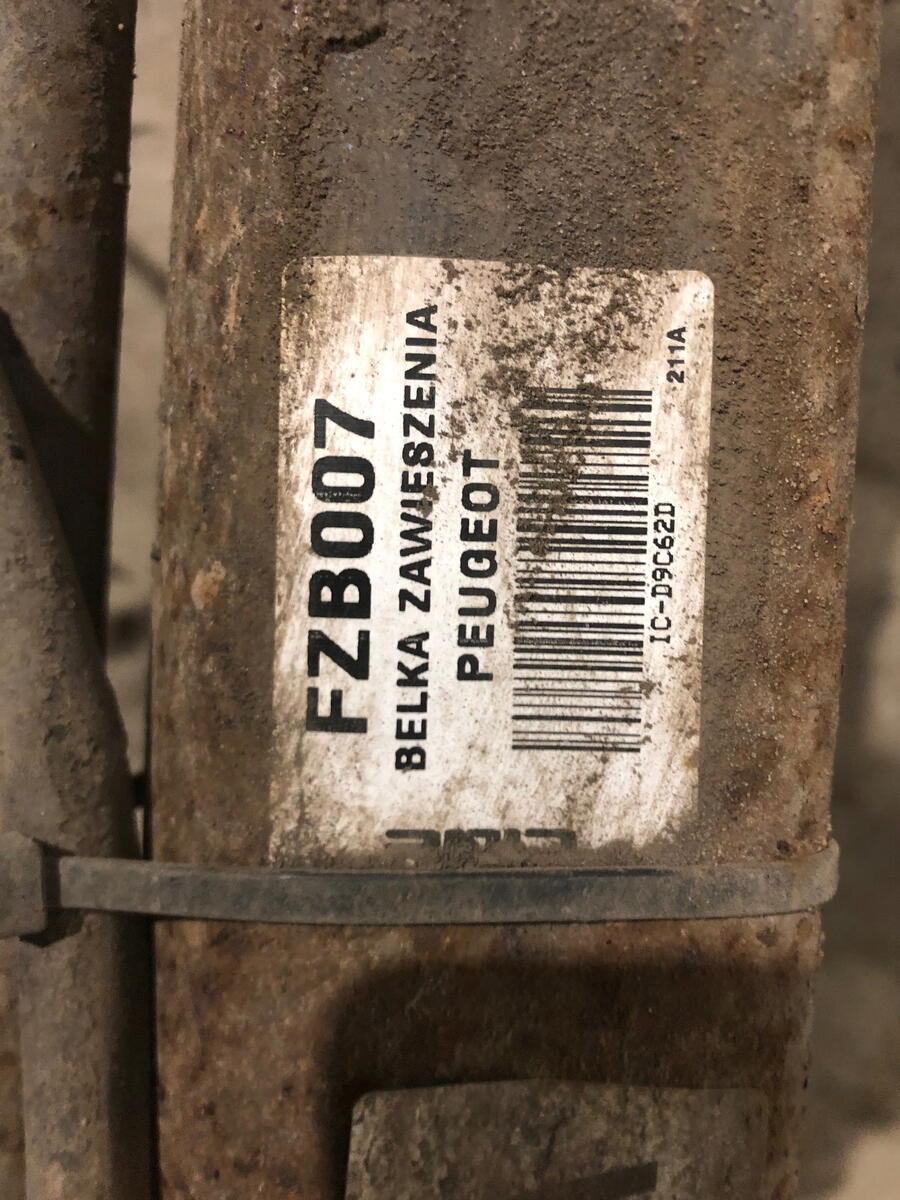 FZB007
BELKA ZAWIESZENIA
PEUGEOT
IC-D9C62D
211A